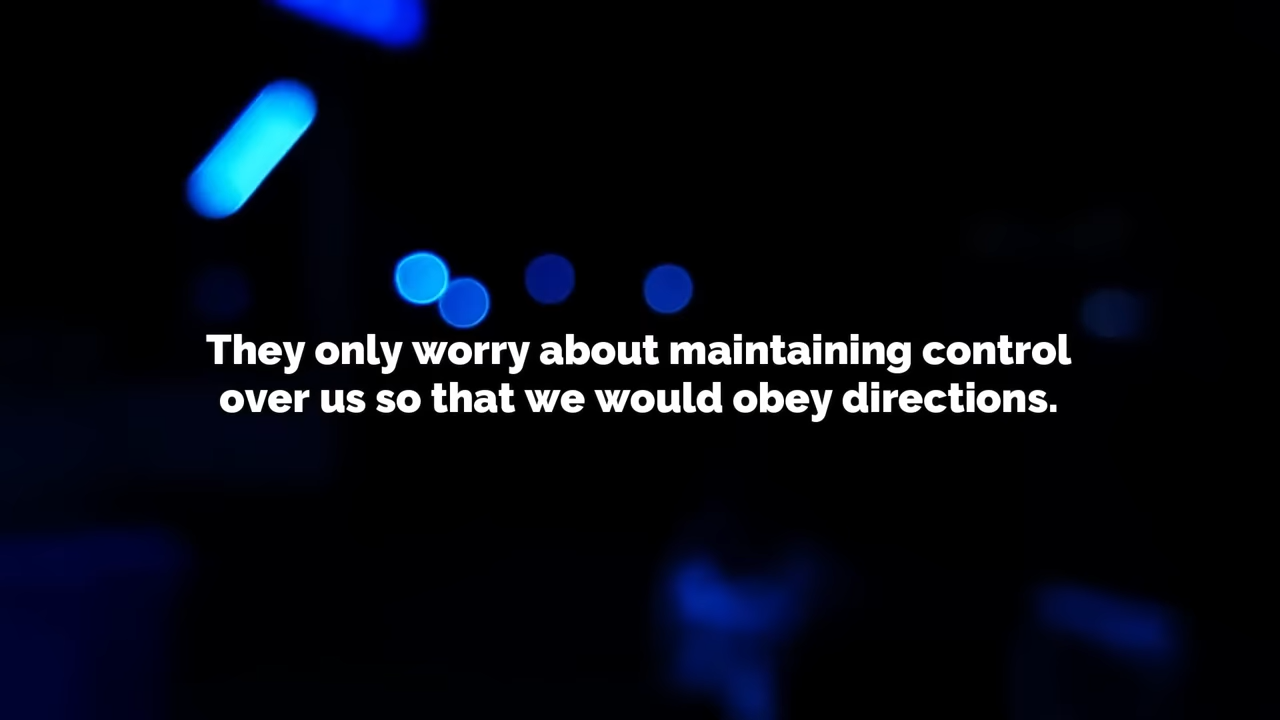 They only worry about maintaining control
over us so that we would obey directions.